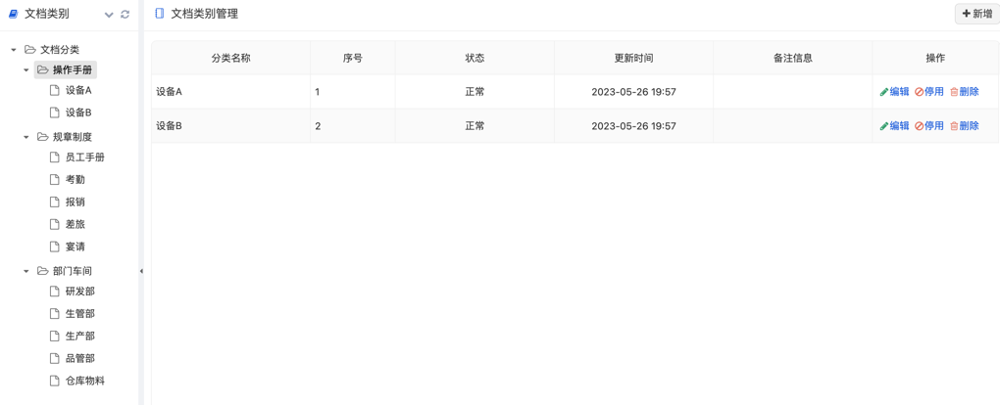 文档类别
文档分类
操作手册
设备A
设备B
规章制度
员工手册
考勤
报销
差旅
宴请
部门车间
研发部
生管部
生产部
品管部
仓库物料
文档类别管理
新增
分类名称 序号 状态 更新时间 备注信息 操作
设备A 1 正常 2023-05-26 19:57 编辑 停用 删除
设备B 2 正常 2023-05-26 19:57 编辑 停用 删除